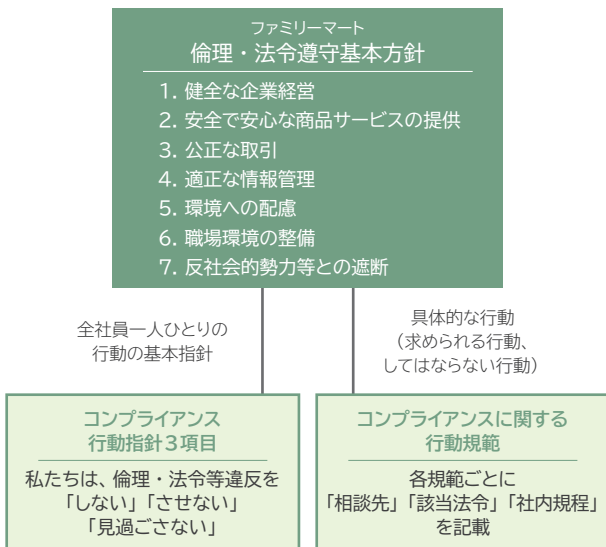 ファミリーマート
倫理・法令遵守基本方針
1. 健全な企業経営
2. 安全で安心な商品サービスの提供
3. 公正な取引
4. 適正な情報管理
5. 環境への配慮
6. 職場環境の整備
7. 反社会的勢力等との遮断
全社員一人ひとりの
行動の基本指針
具体的な行動
（求められる行動、
してはならない行動）
コンプライアンス
行動指針3項目
私たちは、倫理・法令等違反を
「しない」「させない」
「見過ごさない」
コンプライアンスに関する
行動規範
各規範ごとに
「相談先」「該当法令」「社内規程」
を記載